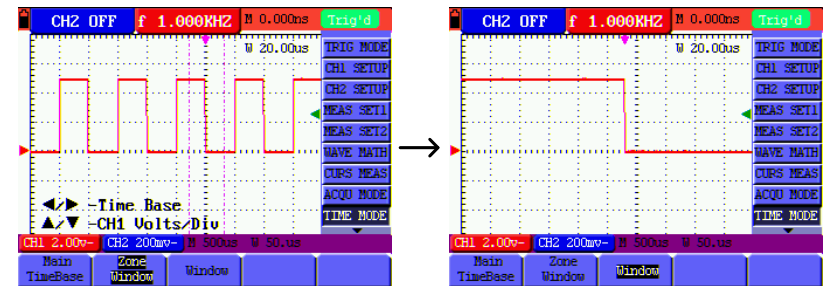 CH2 OFF f 1.000KHZ M 0.000ns Trig'd
W 20.00us
TRIG MODE
CH1 SETUP
CH2 SETUP
MEAS SET1
MEAS SET2
WAVE MATH
CURS MEAS
ACQU MODE
TIME MODE
◀/▶ -Time Base
▲/▼ -CH1 Volts/Div
CH1 2.00v- CH2 200mv- M 500us W 50.us
Main TimeBase
Zone Window
Window
CH2 OFF f 1.000KHZ M 0.000ns Trig'd
W 20.00us
TRIG MODE
CH1 SETUP
CH2 SETUP
MEAS SET1
MEAS SET2
WAVE MATH
CURS MEAS
ACQU MODE
TIME MODE
CH1 2.00v- CH2 200mv- M 500us W 50.us
Main TimeBase
Zone Window
Window